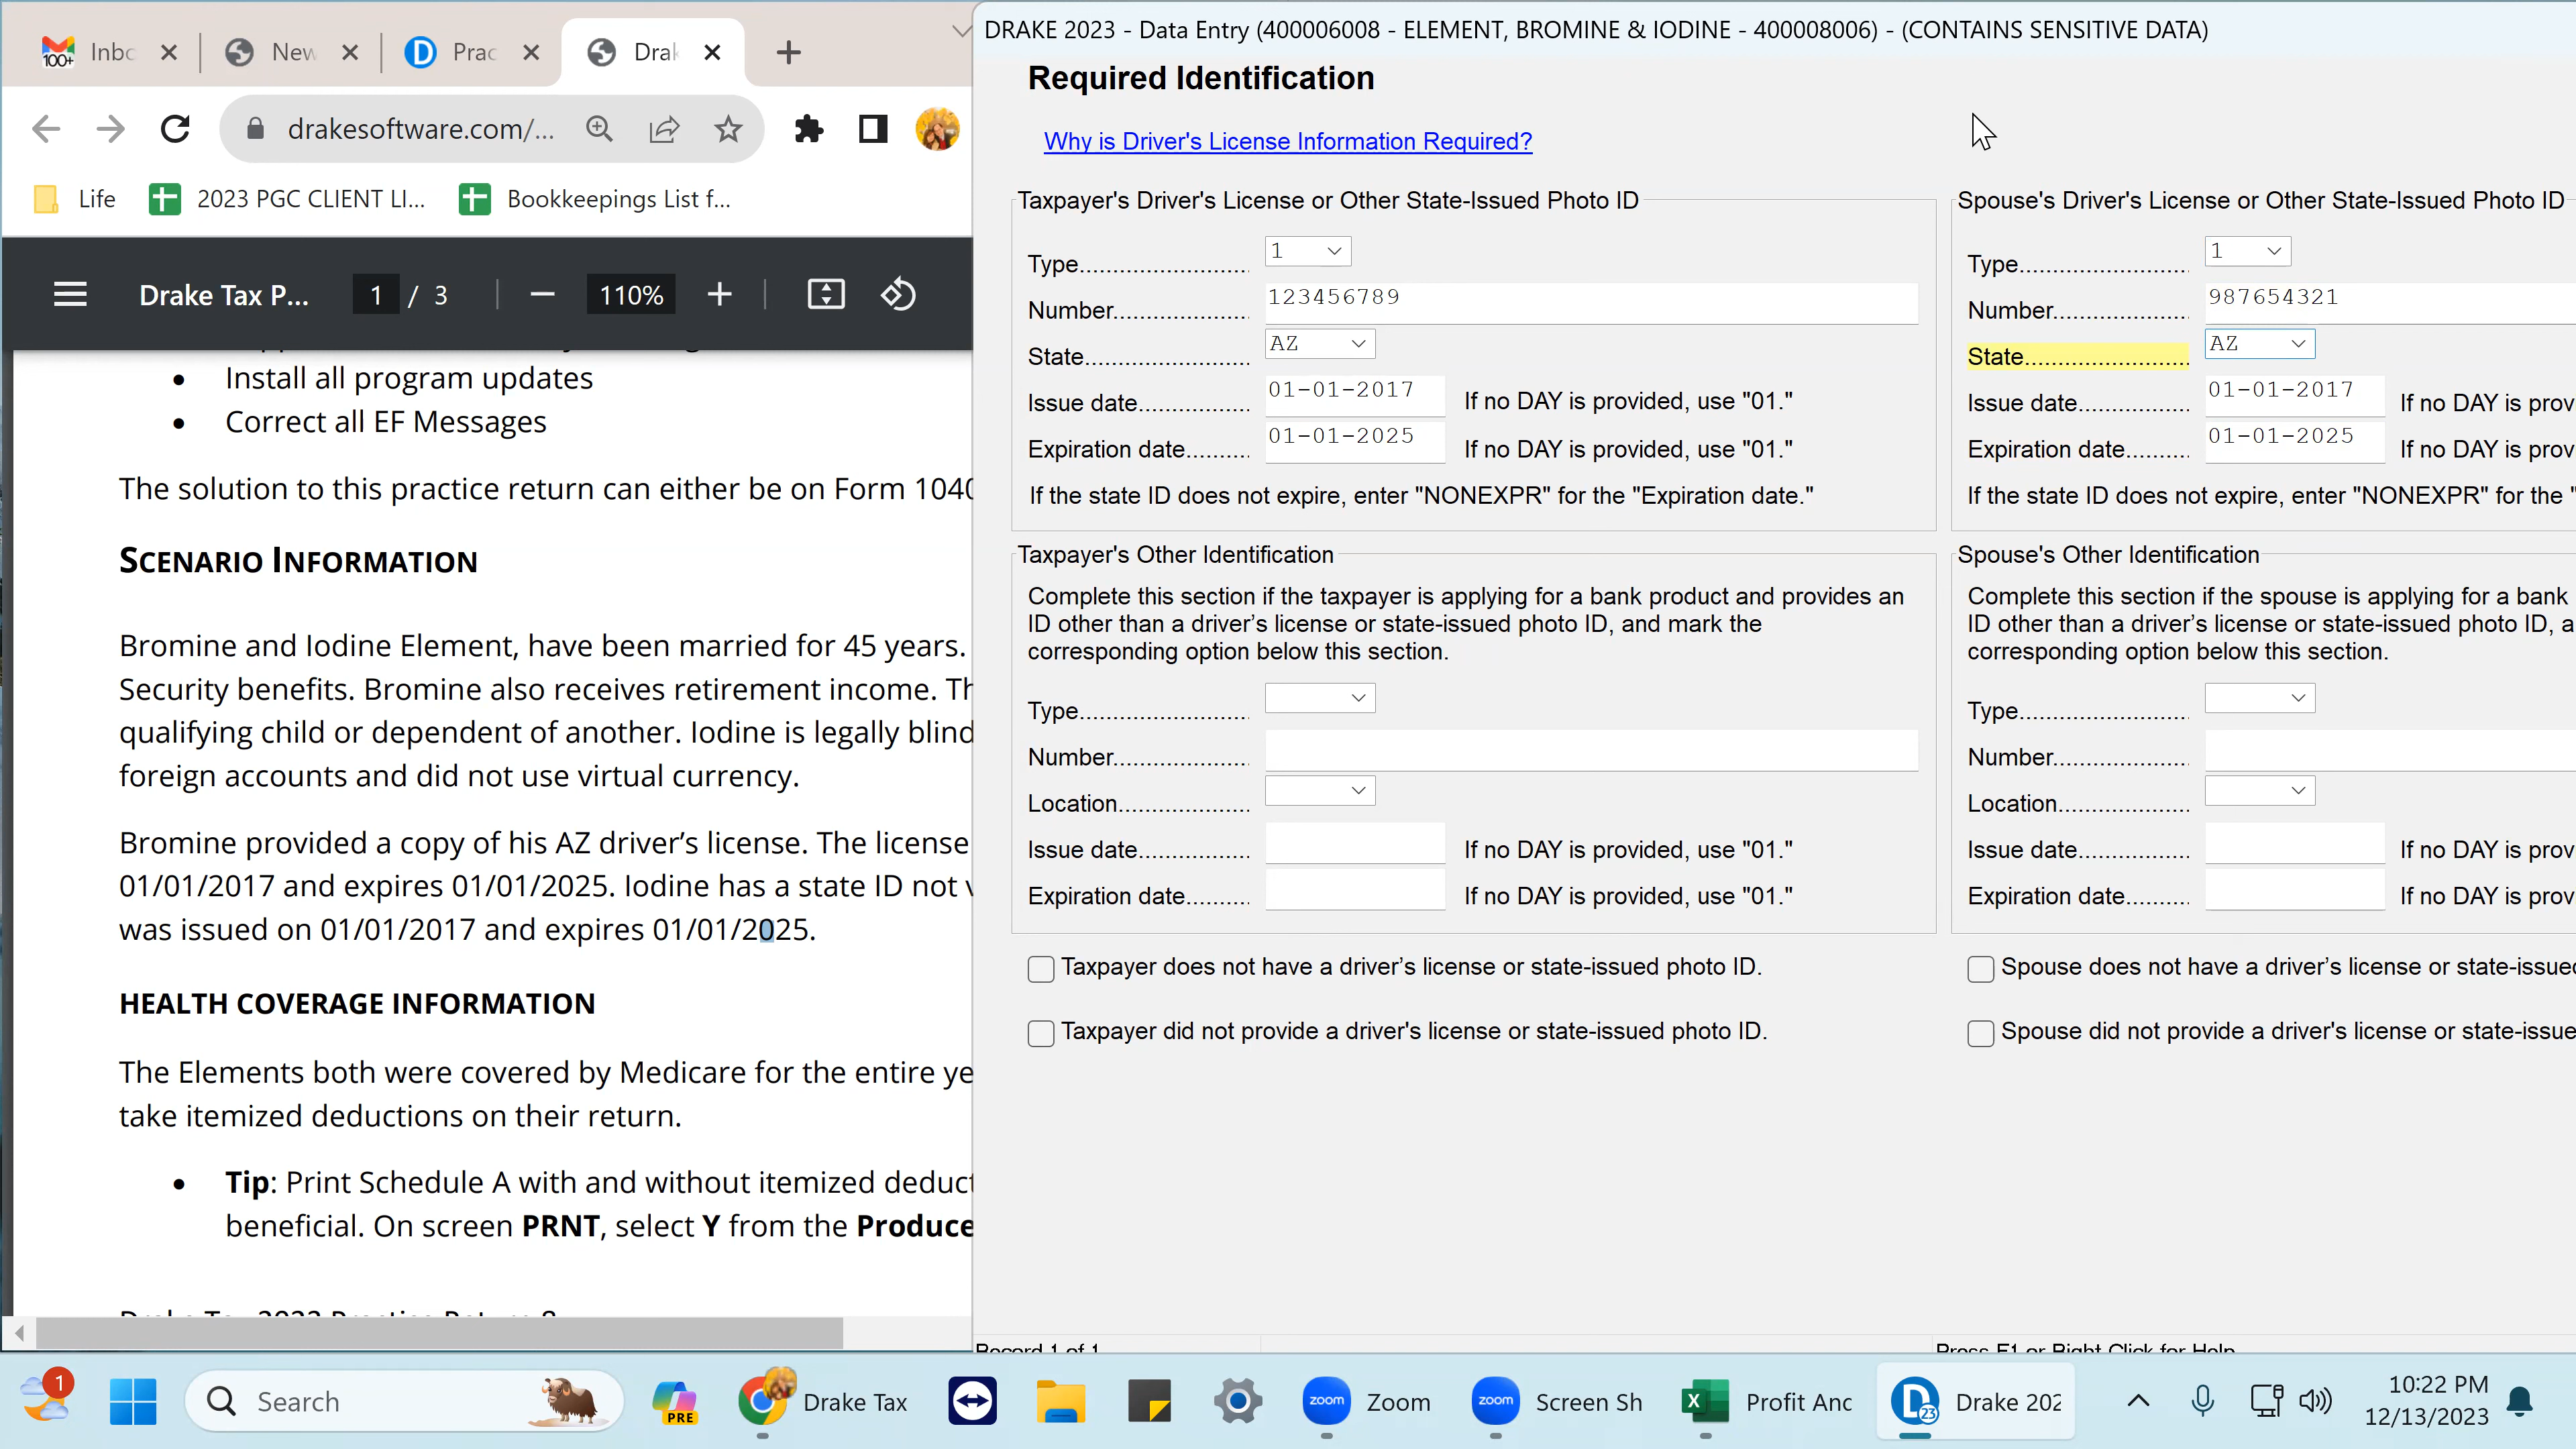 Inbc
New
Prac
Drak
drakesoftware.com/...
Life
2023 PGC CLIENT LI...
Bookkeepings List f...
Drake Tax P...
1 / 3
110%
Install all program updates
Correct all EF Messages
The solution to this practice return can either be on Form 1040
SCENARIO INFORMATION
Bromine and Iodine Element, have been married for 45 years.
Security benefits. Bromine also receives retirement income. Th
qualifying child or dependent of another. Iodine is legally blind
foreign accounts and did not use virtual currency.
Bromine provided a copy of his AZ driver's license. The license
01/01/2017 and expires 01/01/2025. Iodine has a state ID not v
was issued on 01/01/2017 and expires 01/01/2025.
HEALTH COVERAGE INFORMATION
The Elements both were covered by Medicare for the entire ye
take itemized deductions on their return.
Tip: Print Schedule A with and without itemized deduct
beneficial. On screen PRNT, select Y from the Produce
DRAKE 2023 - Data Entry (400006008 - ELEMENT, BROMINE & IODINE - 400008006) - (CONTAINS SENSITIVE DATA)
Required Identification
Why is Driver's License Information Required?
Taxpayer's Driver's License or Other State-Issued Photo ID
Type 1
Number 123456789
State AZ
Issue date 01-01-2017 If no DAY is provided, use "01."
Expiration date 01-01-2025 If no DAY is provided, use "01."
If the state ID does not expire, enter "NONEXPR" for the "Expiration date."
Taxpayer's Other Identification
Complete this section if the taxpayer is applying for a bank product and provides an
ID other than a driver's license or state-issued photo ID, and mark the
corresponding option below this section.
Type
Number
Location
Issue date If no DAY is provided, use "01."
Expiration date If no DAY is provided, use "01."
Taxpayer does not have a driver's license or state-issued photo ID.
Taxpayer did not provide a driver's license or state-issued photo ID.
Spouse's Driver's License or Other State-Issued Photo ID
Type 1
Number 987654321
State AZ
Issue date 01-01-2017 If no DAY is prov
Expiration date 01-01-2025 If no DAY is prov
If the state ID does not expire, enter "NONEXPR" for the "
Spouse's Other Identification
Complete this section if the spouse is applying for a bank
ID other than a driver's license or state-issued photo ID, a
corresponding option below this section.
Type
Number
Location
Issue date If no DAY is prov
Expiration date If no DAY is prov
Spouse does not have a driver's license or state-issued
Spouse did not provide a driver's license or state-issue
Record 1 of 1
Press F1 or Right Click for Help
1
Search
PRE
Drake Tax
zoom
Zoom
zoom
Screen Sh
Profit Anc
23
Drake 202
10:22 PM
12/13/2023